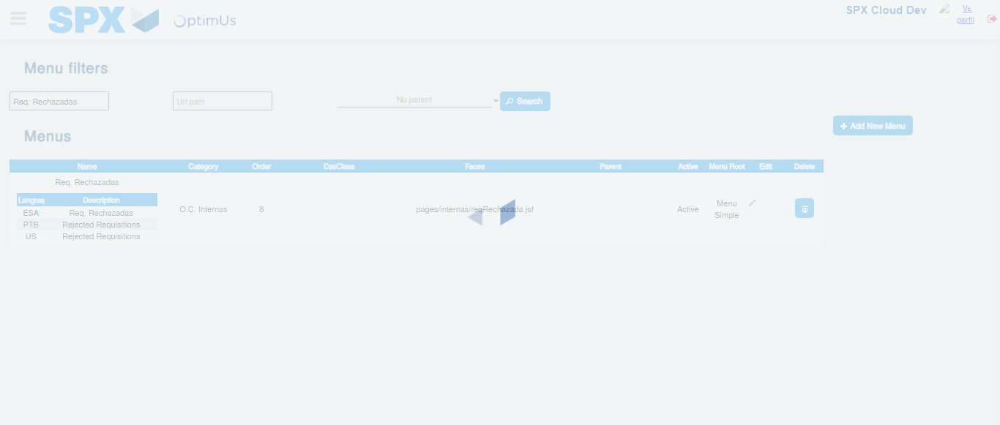 SPX OptimUs
SPX Cloud Dev
perfil
Menu filters
Req. Rechazadas
Url path
No parent
Search
Add New Menu
Menus
Name Category Order CssClass Faces Parent Active Menu Root Edit Delete
Req. Rechazadas
Description
ESA Req. Rechazadas
PTB Rejected Requisitions
US Rejected Requisitions
O.C. Internas 8 pages/internas/reqRechazada.jsf Active Menu
Simple